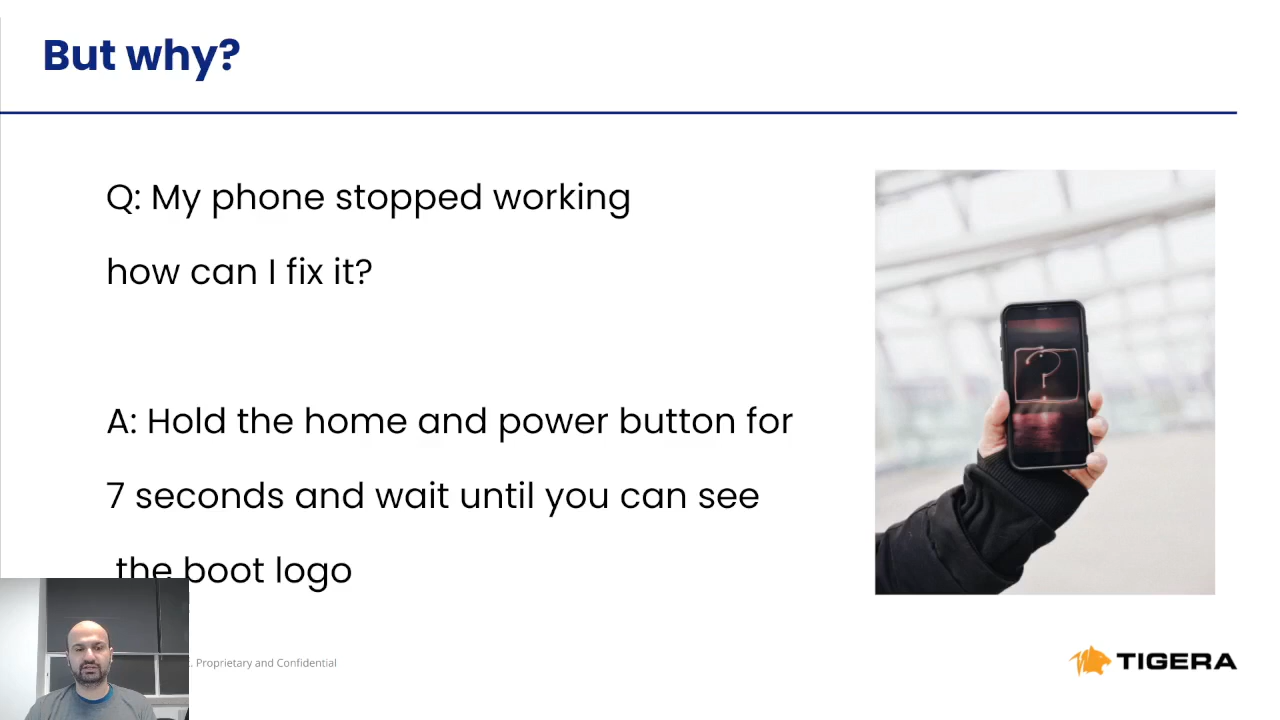 But why?
Q: My phone stopped working
how can I fix it?
A: Hold the home and power button for
7 seconds and wait until you can see
the boot logo
. Proprietary and Confidential
TIGERA